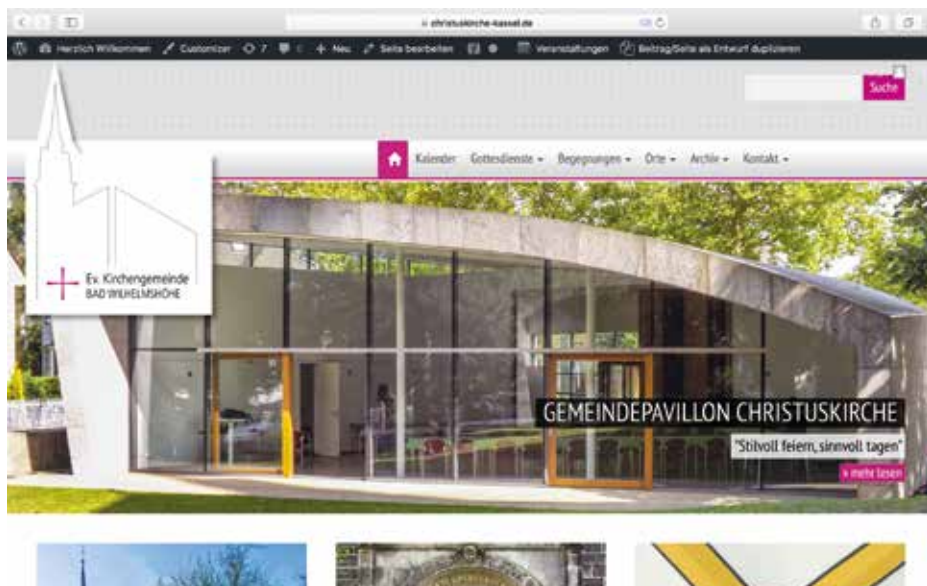 christuskirche-kassel.de
Herzlich Willkommen Customizer 7 Neu Seite bearbeiten Veranstaltungen Beitrag/Seite als Entwurf duplizieren
Suche
Kalender Gottesdienste Begegnungen Orte Archiv Kontakt
Ev. Kirchengemeinde
BAD WILHELMSHÖHE
GEMEINDEPAVILLON CHRISTUSKIRCHE
"Stilvoll feiern, sinnvoll tagen"
» mehr lesen